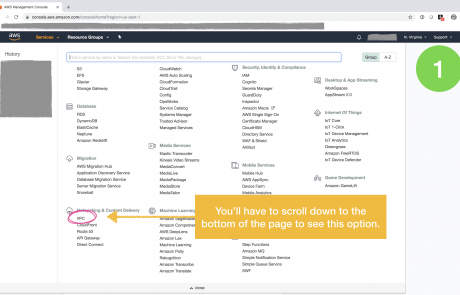 AWS Management Console
console.aws.amazon.com/console/home?region=us-east-1
aws
Services
Resource Groups
N. Virginia
Support
History
Group
A-Z
1
S3
EFS
Glacier
Storage Gateway
Database
RDS
DynamoDB
ElastiCache
Neptune
Amazon Redshift
Migration
AWS Migration Hub
Application Discovery Service
Database Migration Service
Server Migration Service
Snowball
Networking & Content Delivery
VPC
CloudFront
Route 53
API Gateway
Direct Connect
CloudWatch
AWS Auto Scaling
CloudFormation
CloudTrail
Config
OpsWorks
Service Catalog
Systems Manager
Trusted Advisor
Managed Services
Media Services
Elastic Transcoder
Kinesis Video Streams
MediaConvert
MediaLive
MediaPackage
MediaStore
MediaTailor
Machine Learning
Amazon SageMaker
Amazon Comprehend
AWS DeepLens
Amazon Lex
Machine Learning
Amazon Polly
Rekognition
Amazon Transcribe
Amazon Translate
Security, Identity & Compliance
IAM
Cognito
Secrets Manager
GuardDuty
Inspector
Amazon Macie
AWS Single Sign-On
Certificate Manager
CloudHSM
Directory Service
WAF & Shield
Artifact
Mobile Services
Mobile Hub
AWS AppSync
Device Farm
Mobile Analytics
Step Functions
Amazon MQ
Simple Notification Service
Simple Queue Service
SWF
Desktop & App Streaming
WorkSpaces
AppStream 2.0
Internet Of Things
IoT Core
IoT 1-Click
IoT Device Management
IoT Analytics
Greengrass
Amazon FreeRTOS
IoT Device Defender
Game Development
Amazon GameLift
You'll have to scroll down to the
bottom of the page to see this option.
close